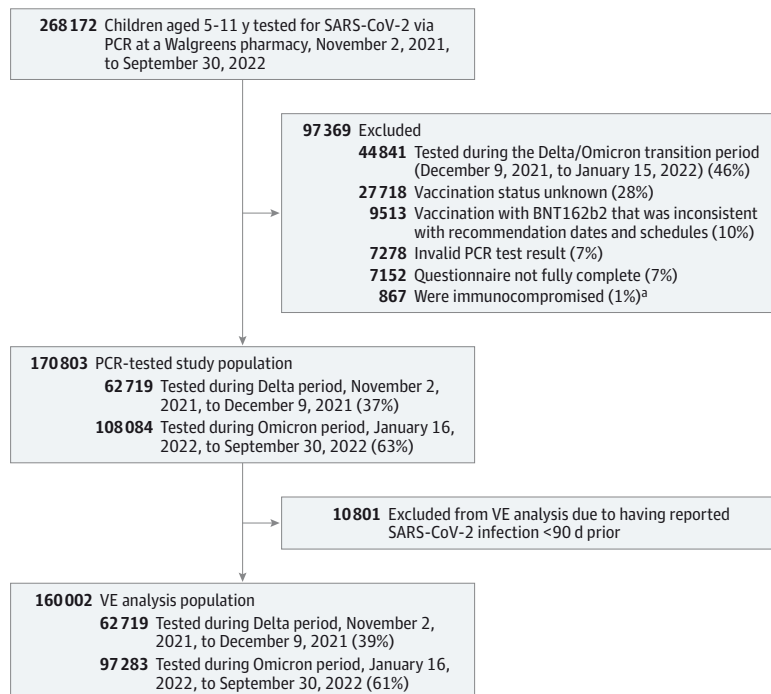 268172 Children aged 5-11 y tested for SARS-CoV-2 via
PCR at a Walgreens pharmacy, November 2, 2021,
to September 30, 2022
97369 Excluded
44841 Tested during the Delta/Omicron transition period
(December 9, 2021, to January 15, 2022) (46%)
27718 Vaccination status unknown (28%)
9513 Vaccination with BNT162b2 that was inconsistent
with recommendation dates and schedules (10%)
7278 Invalid PCR test result (7%)
7152 Questionnaire not fully complete (7%)
867 Were immunocompromised (1%)a
170803 PCR-tested study population
62719 Tested during Delta period, November 2,
2021, to December 9, 2021 (37%)
108084 Tested during Omicron period, January 16,
2022, to September 30, 2022 (63%)
10801 Excluded from VE analysis due to having reported
SARS-CoV-2 infection <90 d prior
160002 VE analysis population
62719 Tested during Delta period, November 2,
2021, to December 9, 2021 (39%)
97283 Tested during Omicron period, January 16,
2022, to September 30, 2022 (61%)